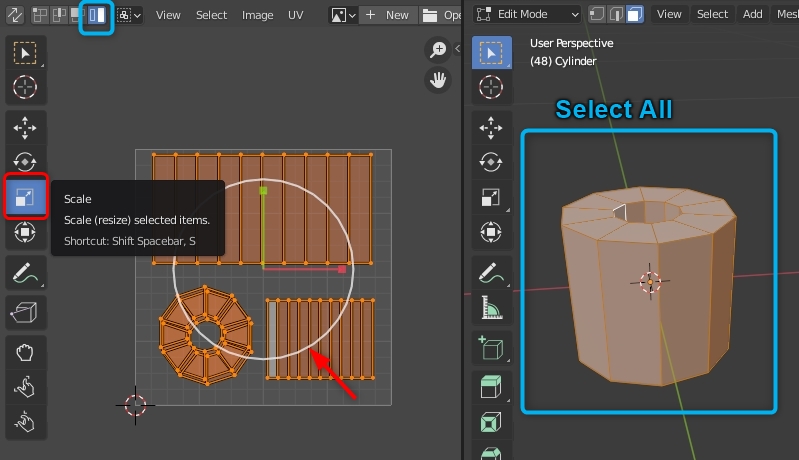 View Select Image UV
New
Ope
Edit Mode
View Select Add Mes
User Perspective
(48) Cylinder
Select All
Scale
Scale (resize) selected items.
Shortcut: Shift Spacebar, S